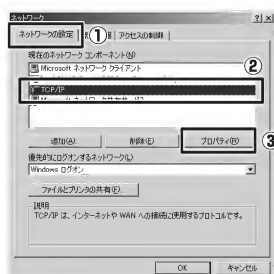 ネットワーク
ネットワークの設定 ① アクセスの制御
現在のネットワーク コンポーネント(N)
②
Microsoft ネットワーク クライアント
TCP/IP
追加(A) 削除(E) プロパティ(R) ③
優先的にログオンするネットワーク(L)
Windows ログオン
ファイルとプリンタの共有(F)
説明
TCP/IP は、インターネットや WAN への接続に使用するプロトコルです。
OK キャンセル